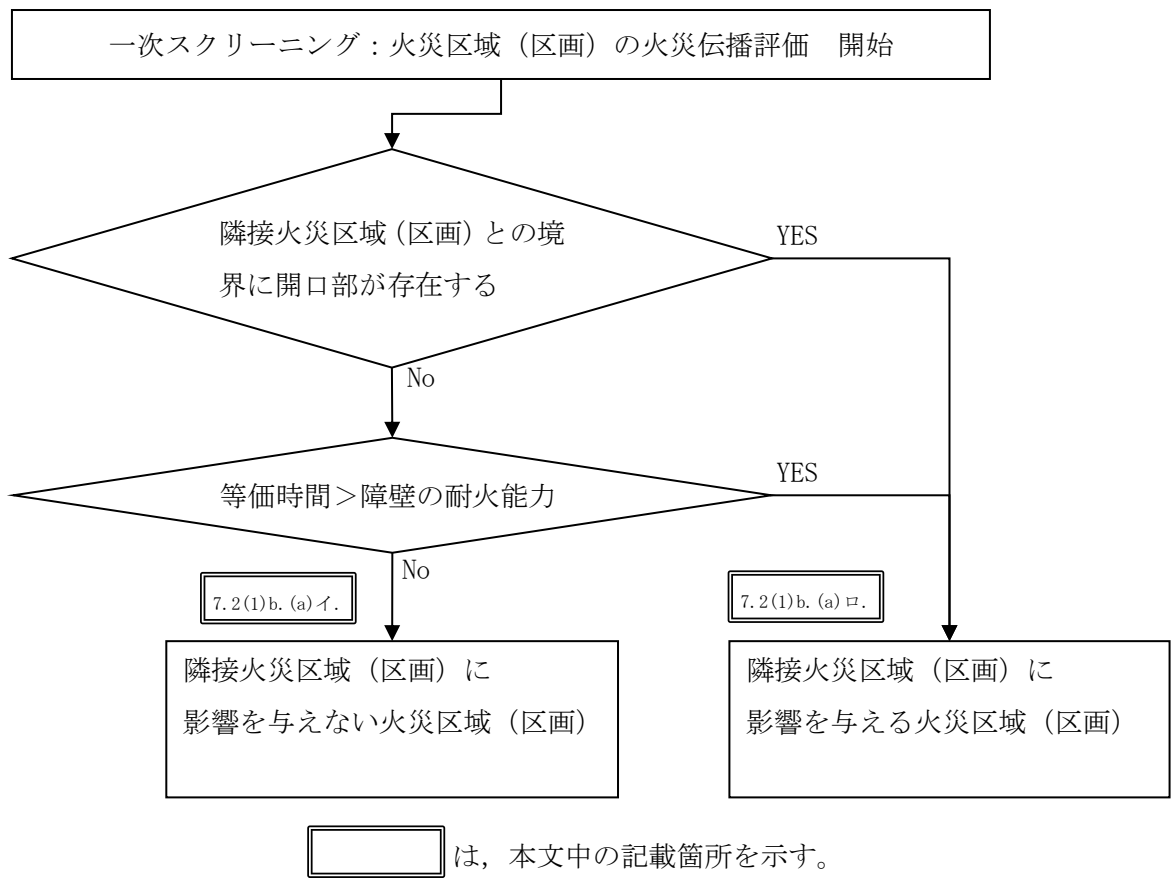 一次スクリーニング：火災区域（区画）の火災伝播評価　開始
隣接火災区域（区画）との境
界に開口部が存在する
YES
No
等価時間＞障壁の耐火能力
YES
No
7.2(1)b.(a)イ.
7.2(1)b.(a)ロ.
隣接火災区域（区画）に
影響を与えない火災区域（区画）
隣接火災区域（区画）に
影響を与える火災区域（区画）
は，本文中の記載箇所を示す。